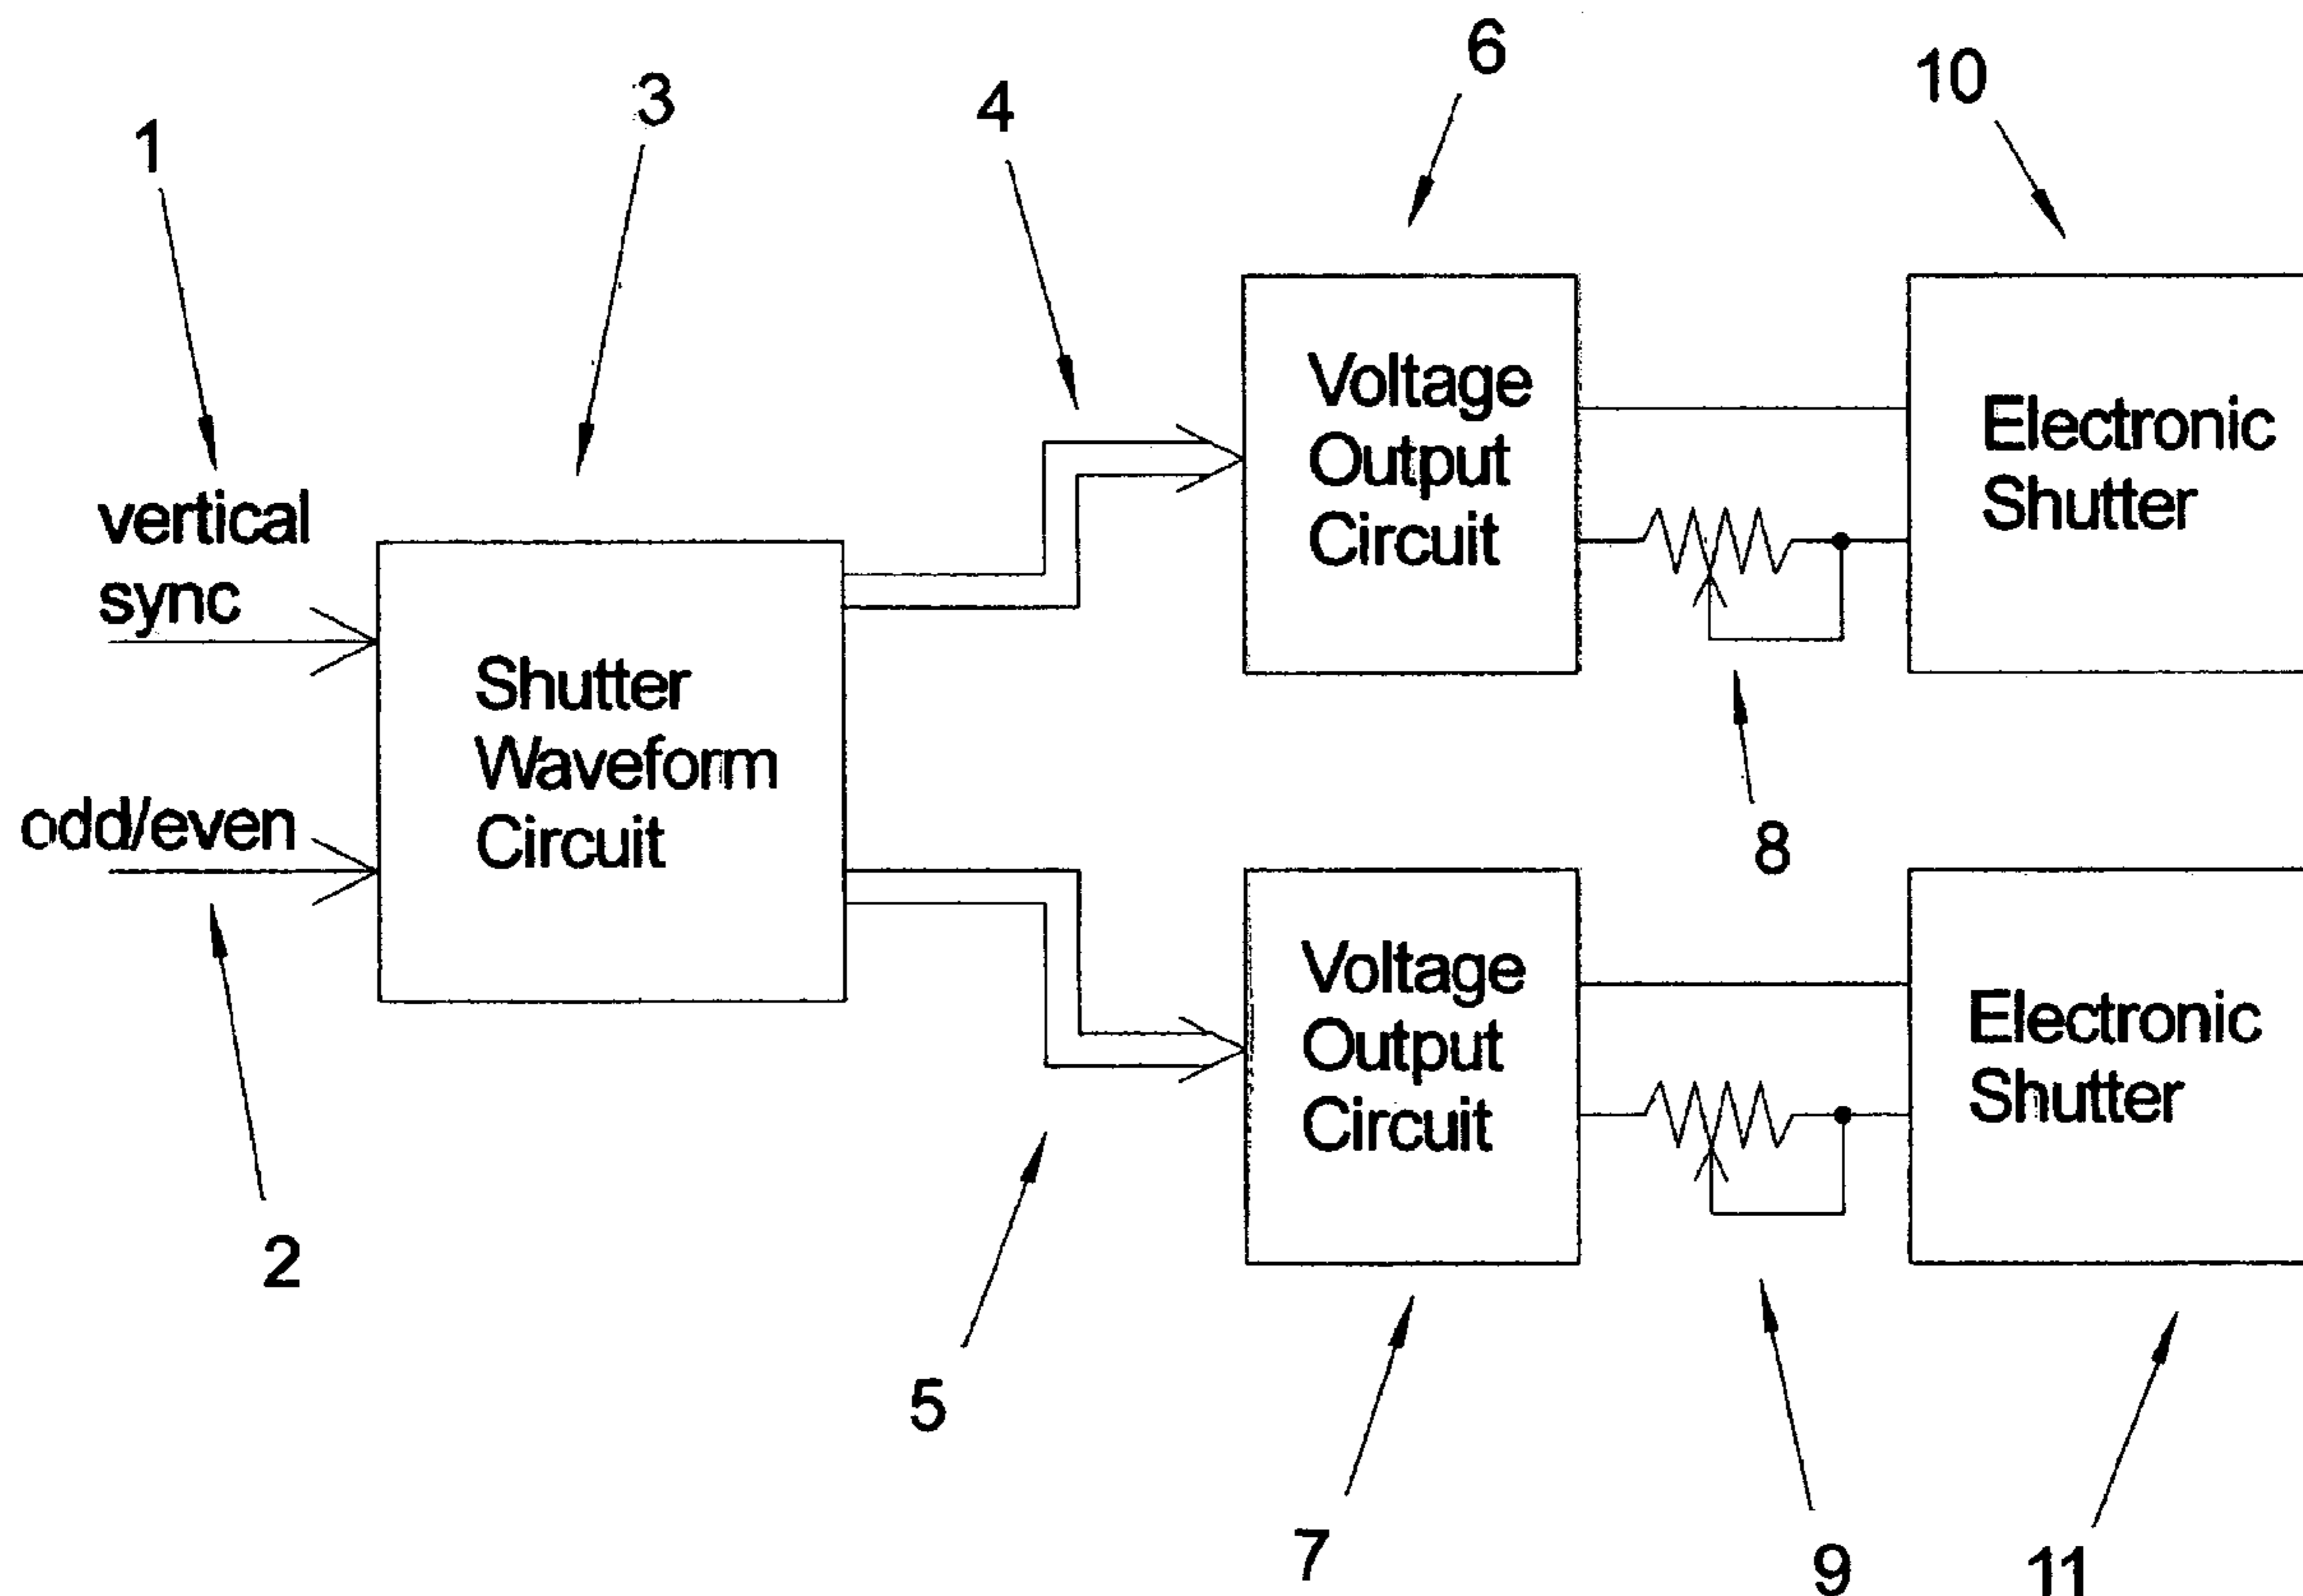 6
10
3
4
1
Voltage
Output
Circuit
Electronic
Shutter
vertical
sync
Shutter
Waveform
Circuit
odd/even
8
Voltage
Output
Circuit
Electronic
Shutter
2
5
7
9
11